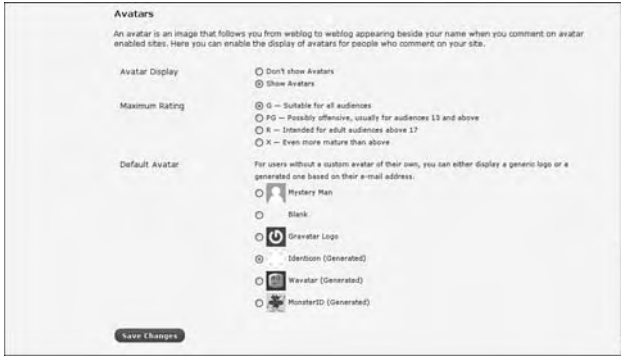 Avatars
An avatar is an image that follows you from weblog to weblog appearing beside your name when you comment on avatar
enabled sites. Here you can enable the display of avatars for people who comment on your site.
Avatar Display
Don't show Avatars
Show Avatars
Maximum Rating
G — Suitable for all audiences
PG — Possibly offensive, usually for audiences 13 and above
R — Intended for adult audiences above 17
X — Even more mature than above
Default Avatar
For users without a custom avatar of their own, you can either display a generic logo or a
generated one based on their e-mail address.
Mystery Man
Blank
Gravatar Logo
Identicon (Generated)
Wavatar (Generated)
MonsterID (Generated)
Save Changes